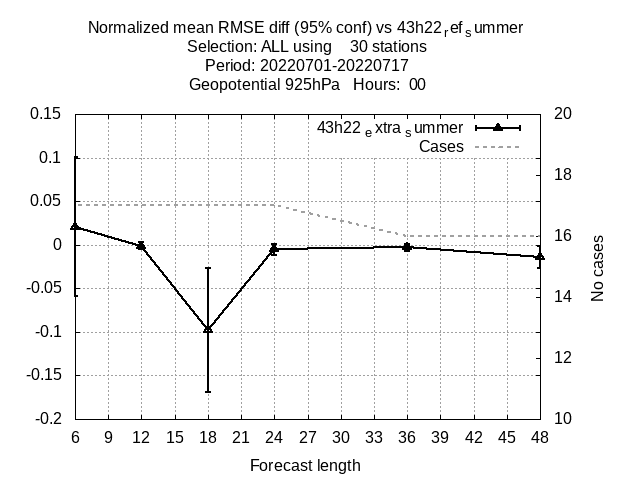 Normalized mean RMSE diff (95% conf) vs 43h22refsummer
Selection: ALL using 30 stations
Period: 20220701-20220717
Geopotential 925hPa Hours: 00
43h22extrasummer
Cases
0.15
0.1
0.05
0
-0.05
-0.1
-0.15
-0.2
20
18
16
14
12
10
No cases
6 9 12 15 18 21 24 27 30 33 36 39 42 45 48
Forecast length